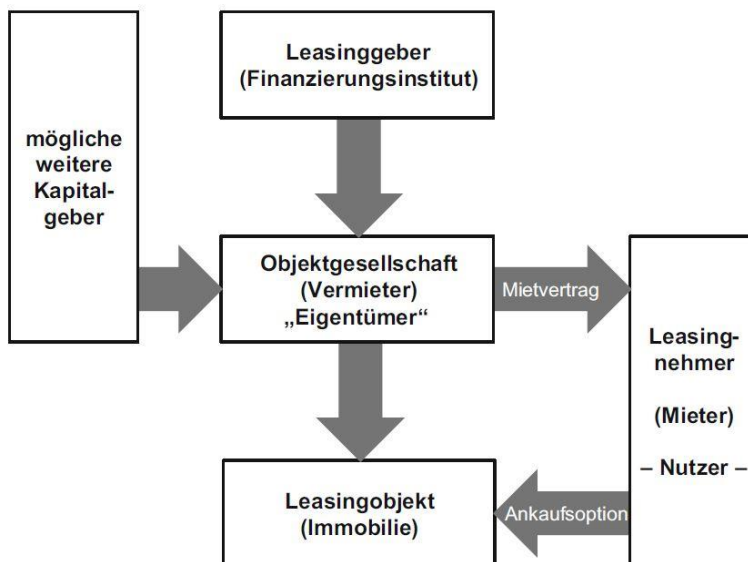 Leasinggeber
(Finanzierungsinstitut)
mögliche
weitere
Kapital-
geber
Objektgesellschaft
(Vermieter)
„Eigentümer“
Mietvertrag
Leasing-
nehmer
(Mieter)
– Nutzer –
Leasingobjekt
(Immobilie)
Ankaufsoption